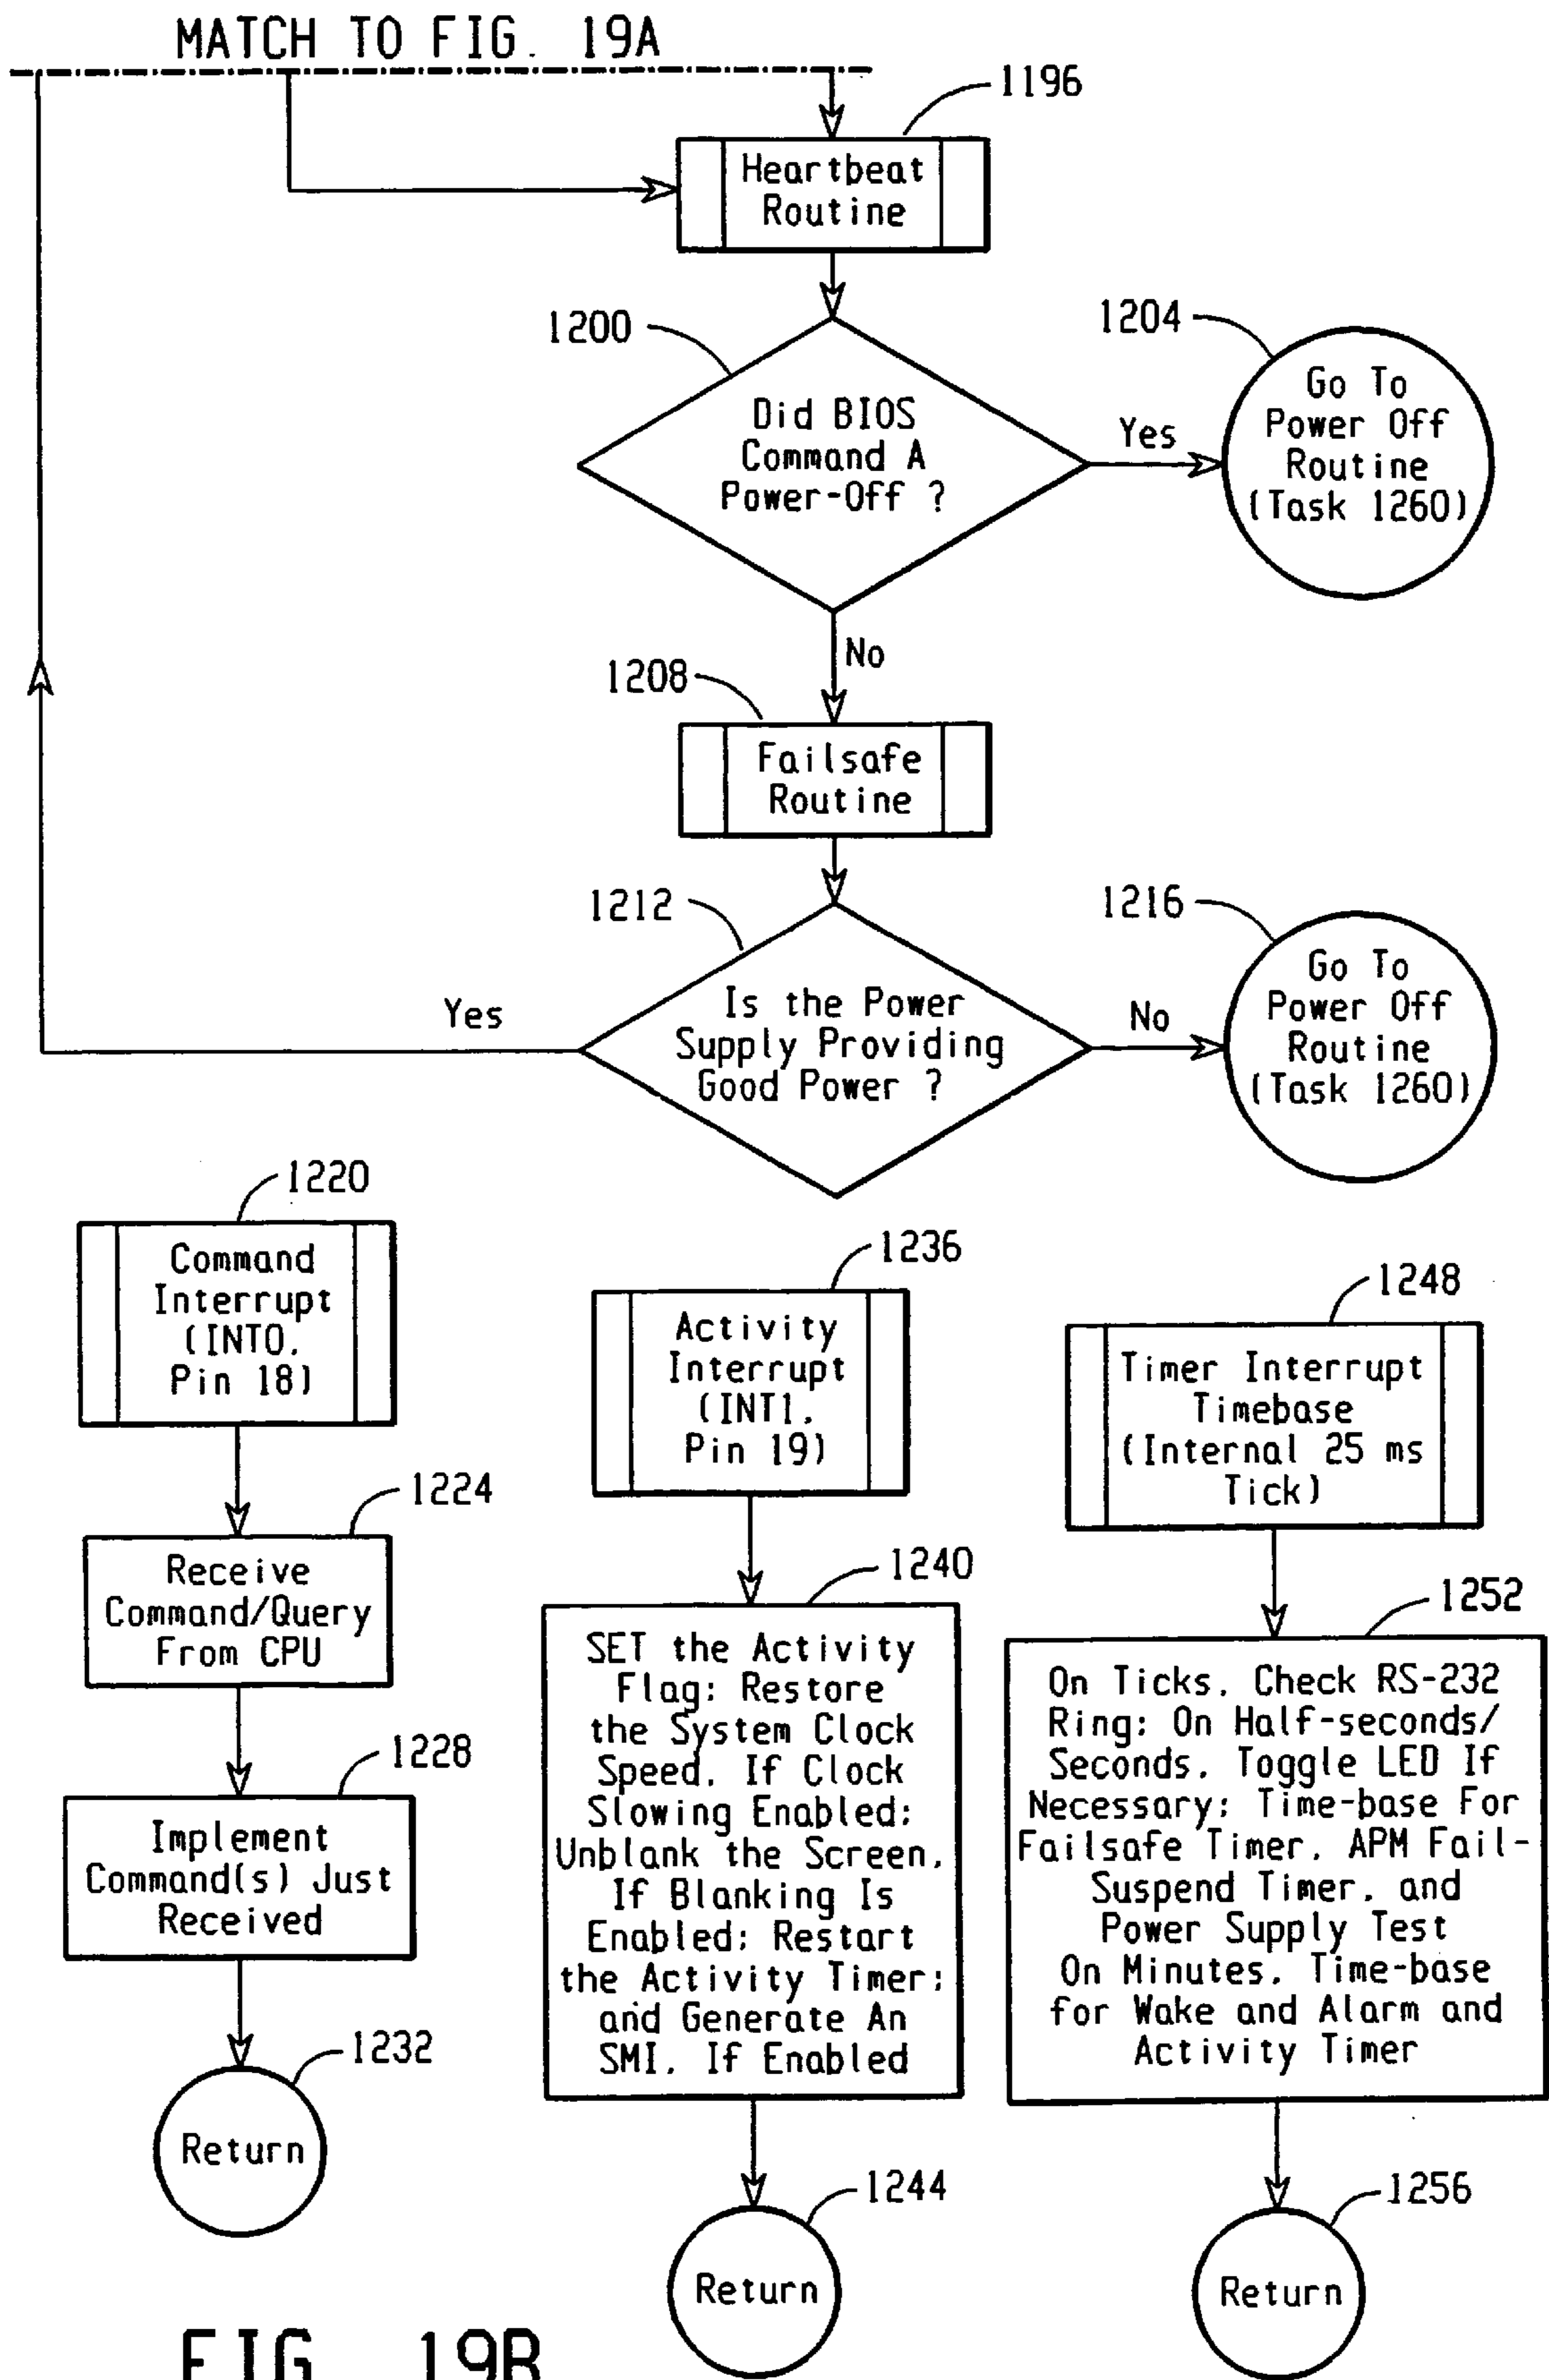 MATCH TO FIG. 19A
1196
Heartbeat
Routine
1200
Did BIOS
Command A
Power-Off ?
Yes
1204
Go To
Power Off
Routine
(Task 1260)
No
1208
Failsafe
Routine
1212
Is the Power
Supply Providing
Good Power ?
Yes
No
1216
Go To
Power Off
Routine
(Task 1260)
1220
Command
Interrupt
(INT0,
Pin 18)
1224
Receive
Command/Query
From CPU
1228
Implement
Command(s) Just
Received
1232
Return
1236
Activity
Interrupt
(INT1,
Pin 19)
1240
SET the Activity
Flag; Restore
the System Clock
Speed, If Clock
Slowing Enabled;
Unblank the Screen,
If Blanking Is
Enabled; Restart
the Activity Timer;
and Generate An
SMI, If Enabled
1244
Return
1248
Timer Interrupt
Timebase
(Internal 25 ms
Tick)
1252
On Ticks, Check RS-232
Ring; On Half-seconds/
Seconds, Toggle LED If
Necessary; Time-base For
Failsafe Timer, APM Fail-
Suspend Timer, and
Power Supply Test
On Minutes, Time-base
for Wake and Alarm and
Activity Timer
1256
Return
FIG. 19B